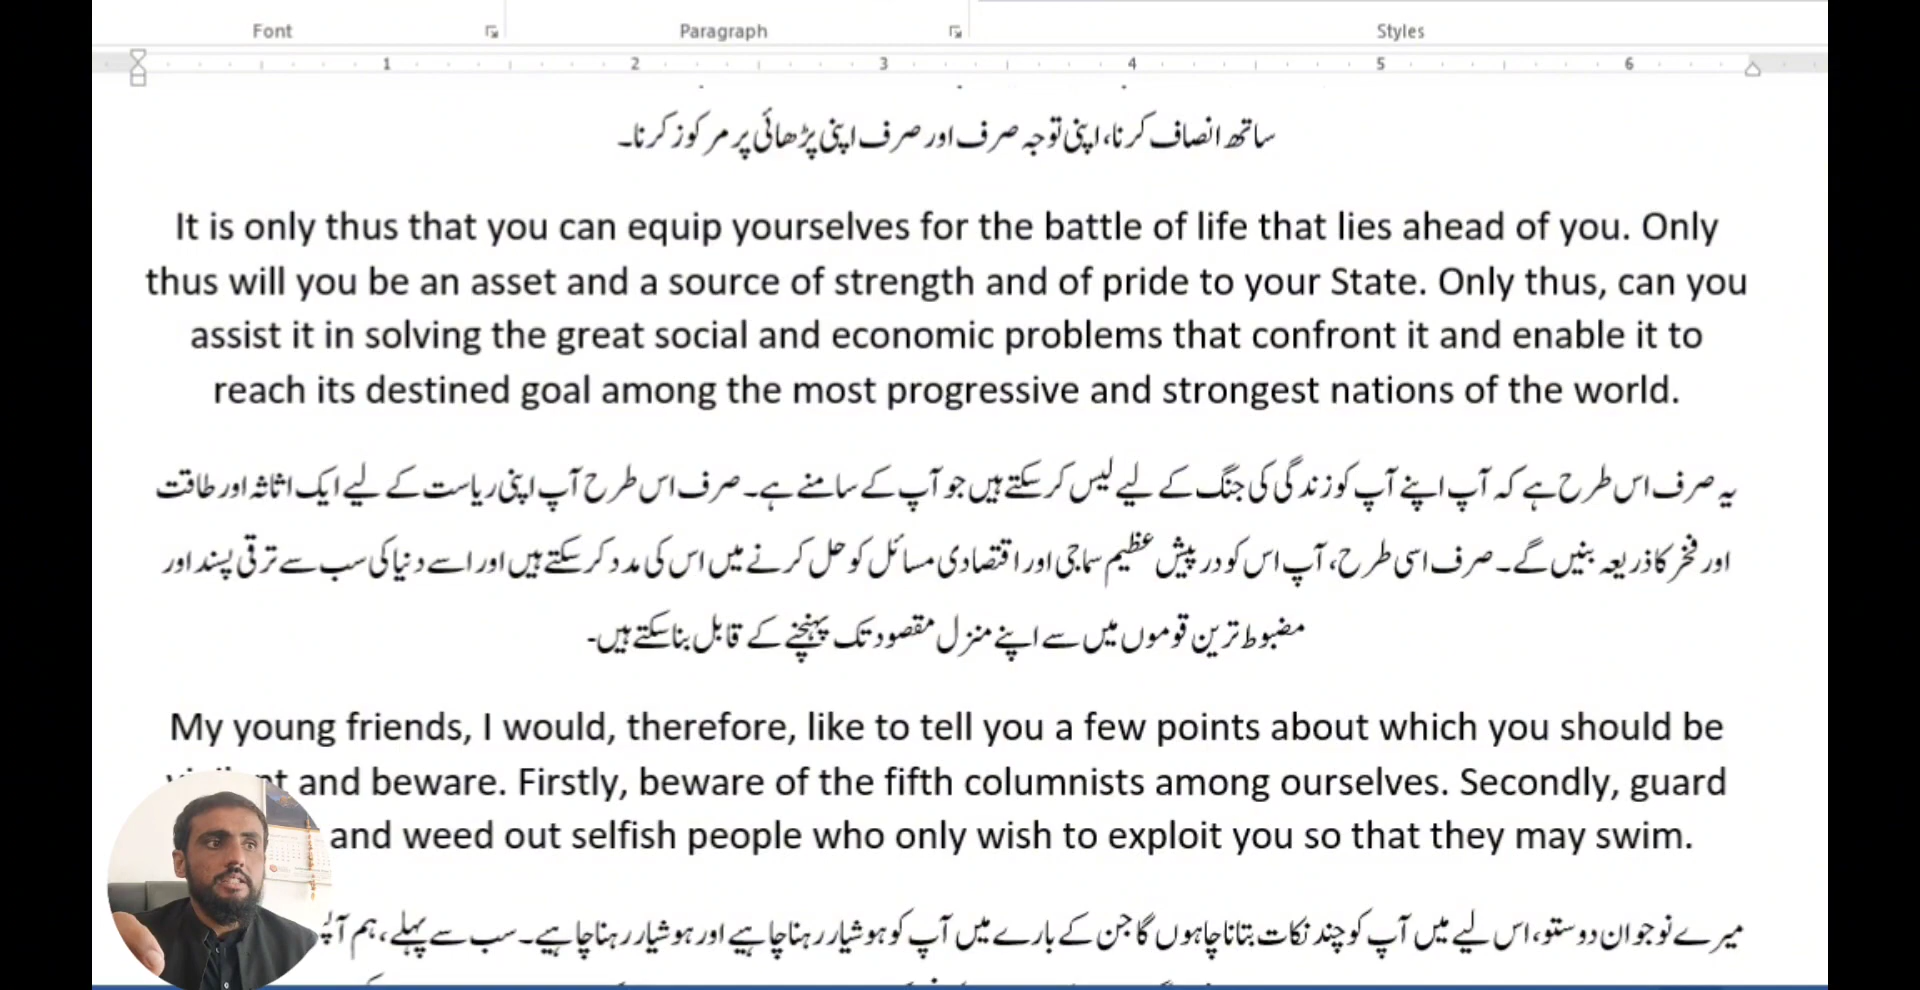 Font Paragraph Styles
1 2 3 4 5 6
ساتھ انصاف کرنا، اپنی توجہ صرف اور صرف اپنی پڑھائی پر مرکوز کرنا۔
It is only thus that you can equip yourselves for the battle of life that lies ahead of you. Only
thus will you be an asset and a source of strength and of pride to your State. Only thus, can you
assist it in solving the great social and economic problems that confront it and enable it to
reach its destined goal among the most progressive and strongest nations of the world.
یہ صرف اس طرح ہے کہ آپ اپنے آپ کو زندگی کی جنگ کے لیے لیس کر سکتے ہیں جو آپ کے سامنے ہے۔ صرف اس طرح آپ اپنی ریاست کے لیے ایک اثاثہ اور طاقت
اور فخر کا ذریعہ بنیں گے۔ صرف اسی طرح، آپ اس کو درپیش عظیم سماجی اور اقتصادی مسائل کو حل کرنے میں اس کی مدد کر سکتے ہیں اور اسے دنیا کی سب سے ترقی پسند اور
مضبوط ترین قوموں میں سے اپنے منزل مقصود تک پہنچنے کے قابل بنا سکتے ہیں۔
My young friends, I would, therefore, like to tell you a few points about which you should be
and beware. Firstly, beware of the fifth columnists among ourselves. Secondly, guard
and weed out selfish people who only wish to exploit you so that they may swim.
میرے نوجوان دوستو، اس لیے میں آپ کو چند نکات بتانا چاہوں گا جن کے بارے میں آپ کو ہوشیار رہنا چاہیے اور ہوشیار رہنا چاہیے۔ سب سے پہلے، ہم